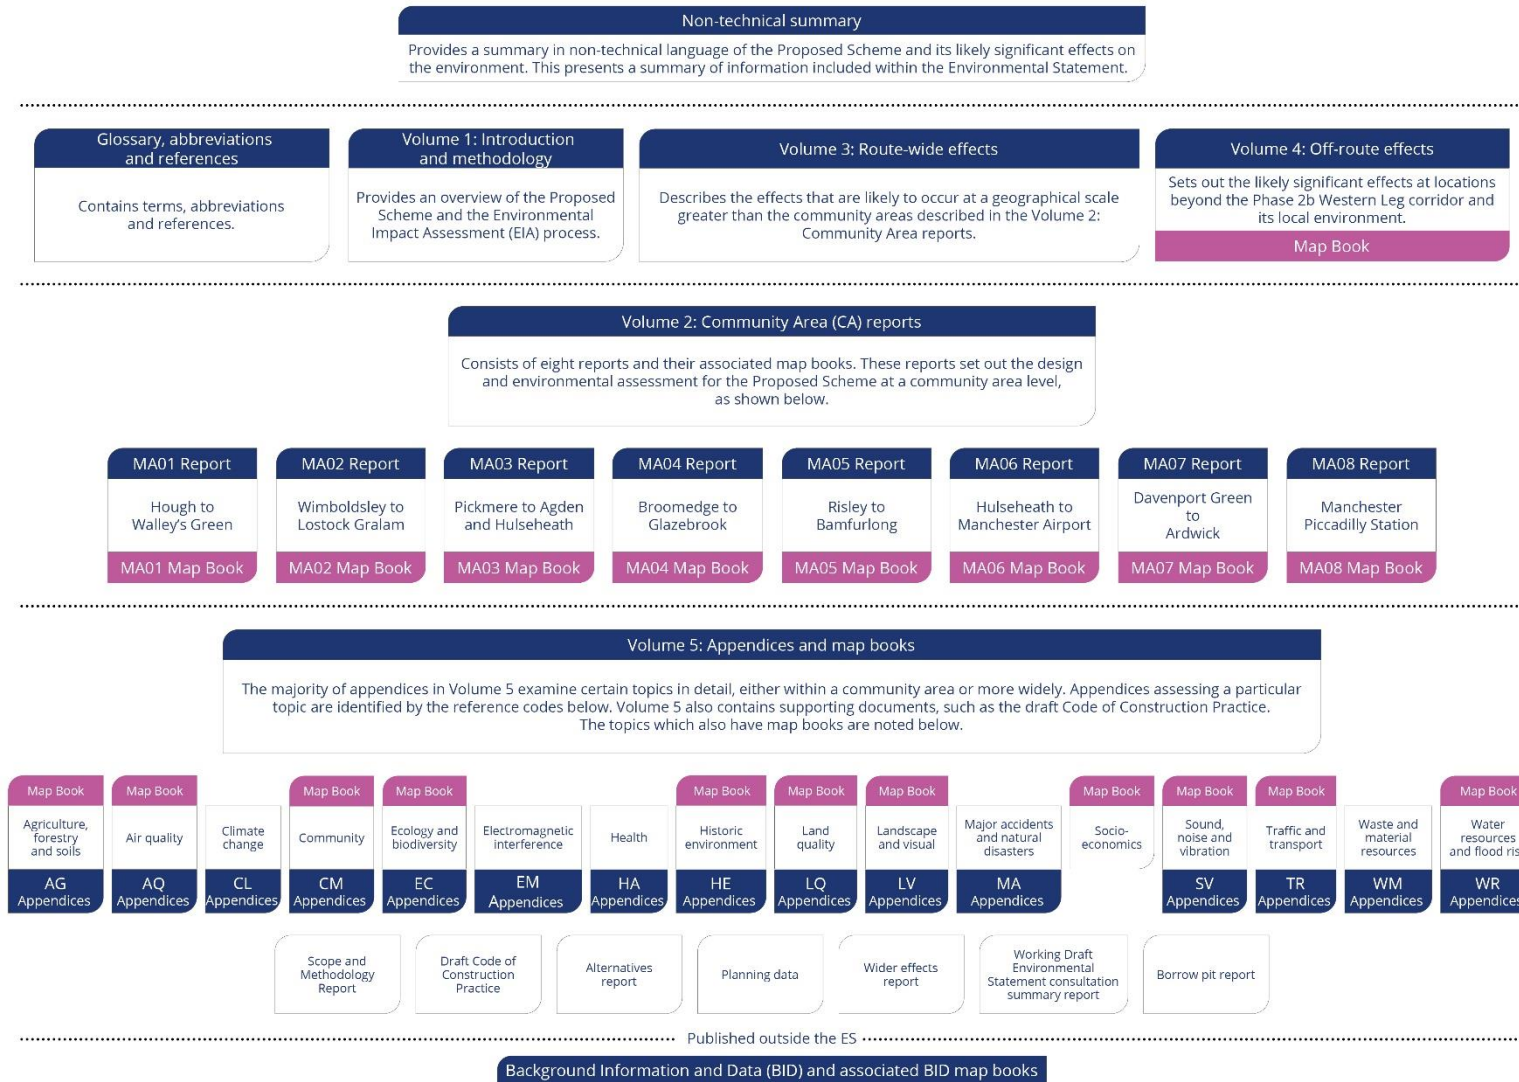 Non-technical summary
Provides a summary in non-technical language of the Proposed Scheme and its likely significant effects on
the environment. This presents a summary of information included within the Environmental Statement.
Glossary, abbreviations
and references
Contains terms, abbreviations
and references.
Volume 1: Introduction
and methodology
Provides an overview of the Proposed
Scheme and the Environmental
Impact Assessment (EIA) process.
Volume 3: Route-wide effects
Describes the effects that are likely to occur at a geographical scale
greater than the community areas described in the Volume 2:
Community Area reports.
Volume 4: Off-route effects
Sets out the likely significant effects at locations
beyond the Phase 2b Western Leg corridor and
its local environment.
Map Book
Volume 2: Community Area (CA) reports
Consists of eight reports and their associated map books. These reports set out the design
and environmental assessment for the Proposed Scheme at a community area level,
as shown below.
MA01 Report
Hough to
Walley's Green
MA01 Map Book
MA02 Report
Wimboldsley to
Lostock Gralam
MA02 Map Book
MA03 Report
Pickmere to Agden
and Hulseheath
MA03 Map Book
MA04 Report
Broomedge to
Glazebrook
MA04 Map Book
MA05 Report
Risley to
Bamfurlong
MA05 Map Book
MA06 Report
Hulseheath to
Manchester Airport
MA06 Map Book
MA07 Report
Davenport Green
to
Ardwick
MA07 Map Book
MA08 Report
Manchester
Piccadilly Station
MA08 Map Book
Volume 5: Appendices and map books
The majority of appendices in Volume 5 examine certain topics in detail, either within a community area or more widely. Appendices assessing a particular
topic are identified by the reference codes below. Volume 5 also contains supporting documents, such as the draft Code of Construction Practice.
The topics which also have map books are noted below.
Map Book
Agriculture,
forestry
and soils
AG
Appendices
Map Book
Air quality
AQ
Appendices
Climate
change
CL
Appendices
Map Book
Community
CM
Appendices
Map Book
Ecology and
biodiversity
EC
Appendices
Electromagnetic
interference
EM
Appendices
Health
HA
Appendices
Map Book
Historic
environment
HE
Appendices
Map Book
Land
quality
LQ
Appendices
Map Book
Landscape
and visual
LV
Appendices
Major accidents
and natural
disasters
MA
Appendices
Map Book
Socio-
economics
Map Book
Sound,
noise and
vibration
SV
Appendices
Map Book
Traffic and
transport
TR
Appendices
Waste and
material
resources
WM
Appendices
Map Book
Water
resources
and flood ris
WR
Appendices
Scope and
Methodology
Report
Draft Code of
Construction
Practice
Alternatives
report
Planning data
Wider effects
report
Working Draft
Environmental
Statement consultation
summary report
Borrow pit report
Published outside the ES
Background Information and Data (BID) and associated BID map books